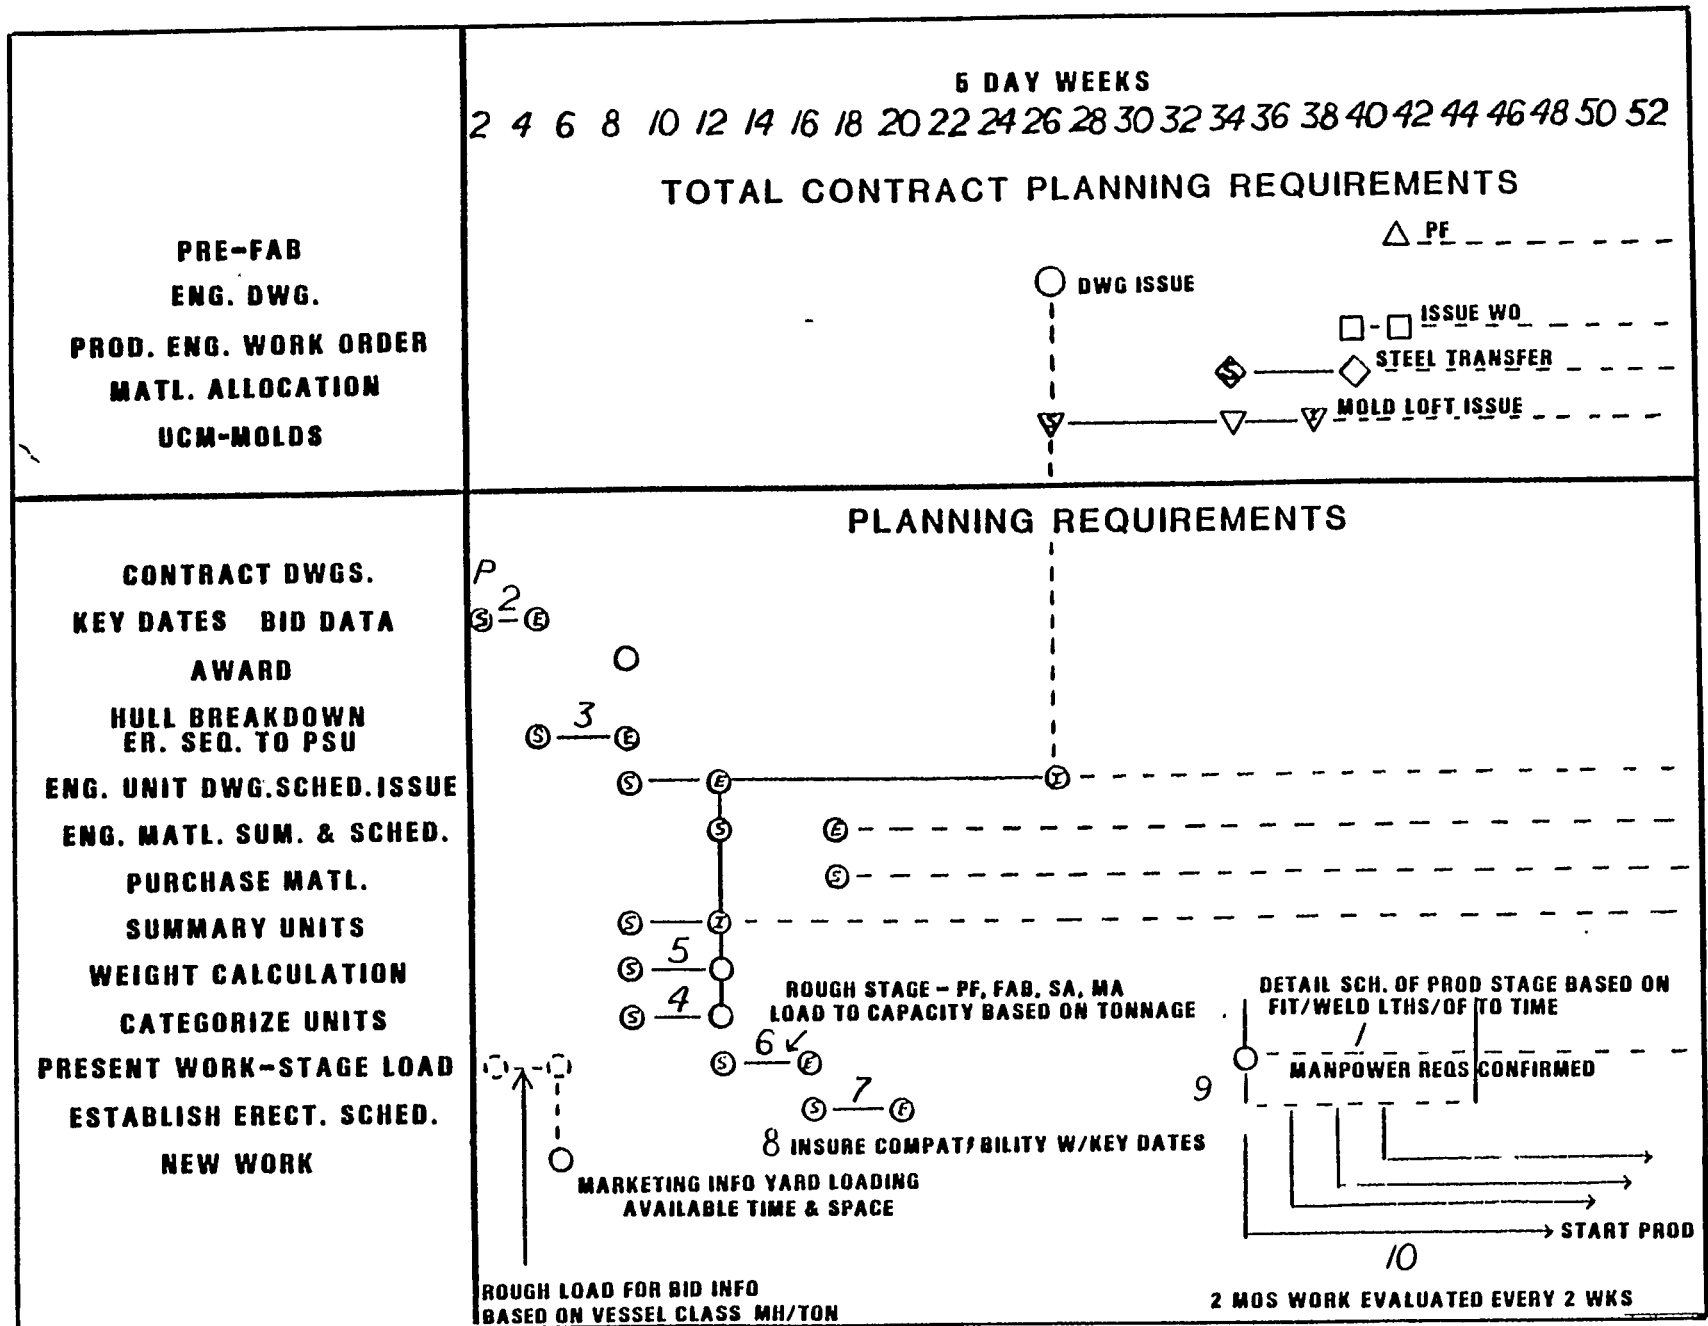 5 DAY WEEKS
2 4 6 8 10 12 14 16 18 20 22 24 26 28 30 32 34 36 38 40 42 44 46 48 50 52
TOTAL CONTRACT PLANNING REQUIREMENTS
PRE-FAB
PF
ENG. DWG.
DWG ISSUE
PROD. ENG. WORK ORDER
ISSUE WO
MATL. ALLOCATION
S
STEEL TRANSFER
UCM-MOLDS
S
I
MOLD LOFT ISSUE
PLANNING REQUIREMENTS
CONTRACT DWGS.
P
KEY DATES BID DATA
S 2 E
AWARD
HULL BREAKDOWN
ER. SEQ. TO PSU
S 3 E
ENG. UNIT DWG.SCHED.ISSUE
S E I
ENG. MATL. SUM. & SCHED.
S E
PURCHASE MATL.
S
SUMMARY UNITS
S I
WEIGHT CALCULATION
S 5
CATEGORIZE UNITS
S 4
ROUGH STAGE - PF, FAB, SA, MA
LOAD TO CAPACITY BASED ON TONNAGE
DETAIL SCH. OF PROD STAGE BASED ON
FIT/WELD LTHS/OF TO TIME
PRESENT WORK-STAGE LOAD
S 6 E
1
MANPOWER REQS CONFIRMED
9
ESTABLISH ERECT. SCHED.
S 7 E
8 INSURE COMPATIBILITY W/KEY DATES
NEW WORK
MARKETING INFO YARD LOADING
AVAILABLE TIME & SPACE
START PROD
10
ROUGH LOAD FOR BID INFO
BASED ON VESSEL CLASS MH/TON
2 MOS WORK EVALUATED EVERY 2 WKS